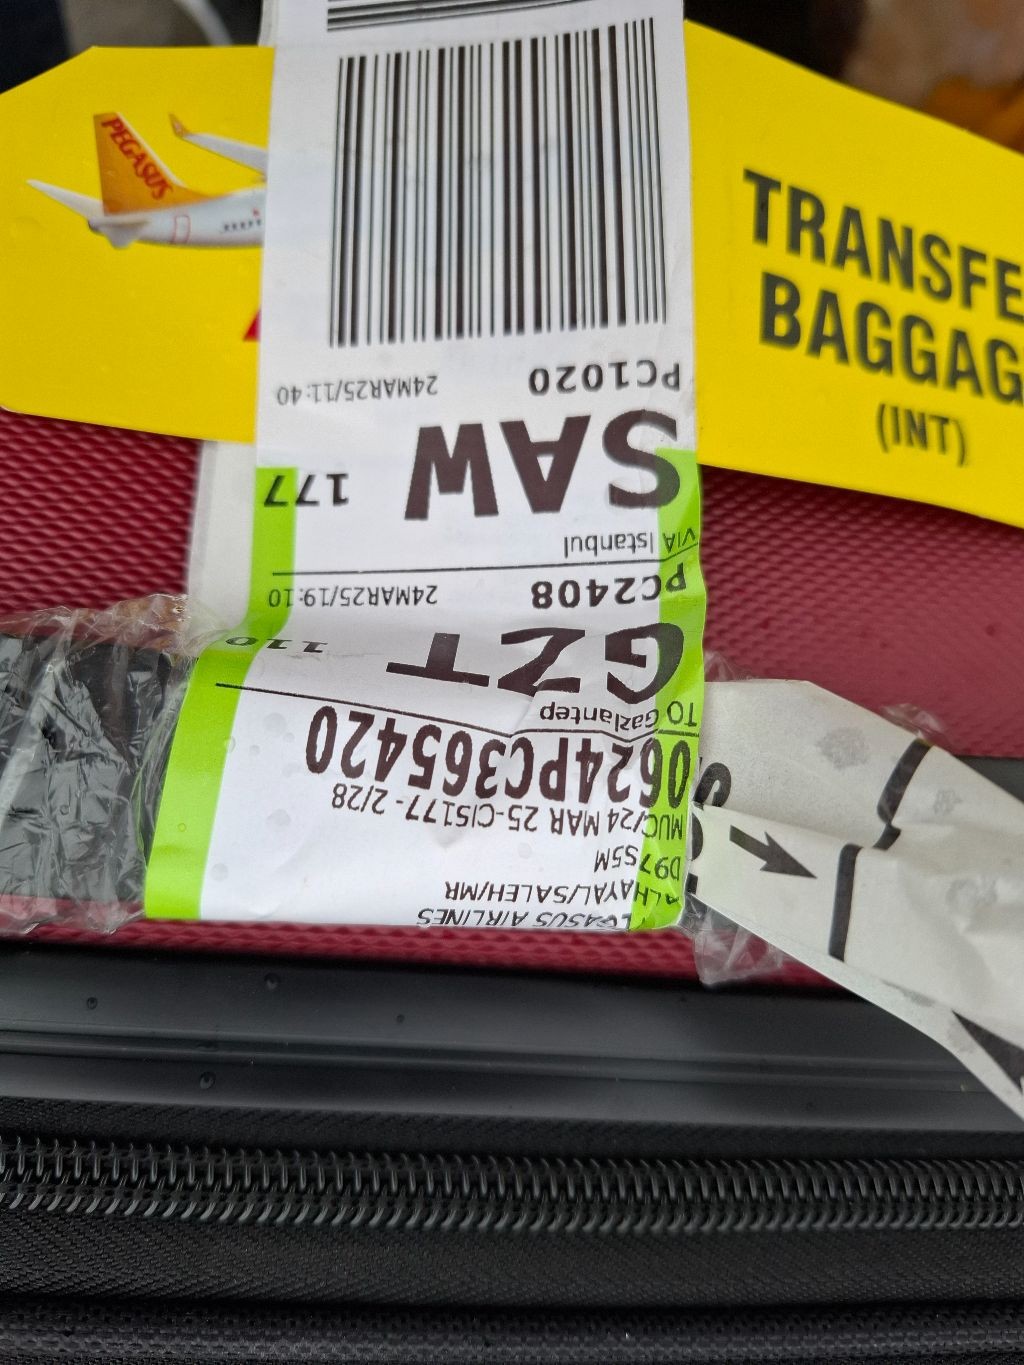 PEGASUS
TRANSFE
BAGGAG
(INT)
PEGASUS AIRLINES
ALHAYAL/SALEH/MR
D97S5M
MUC/24 MAR 25-CIS177 - 2/28
0624PC365420
TO Gaziantep
GZT 110
PC2408 24MAR25/19:10
VIA Istanbul
SAW 177
PC1020 24MAR25/11:40